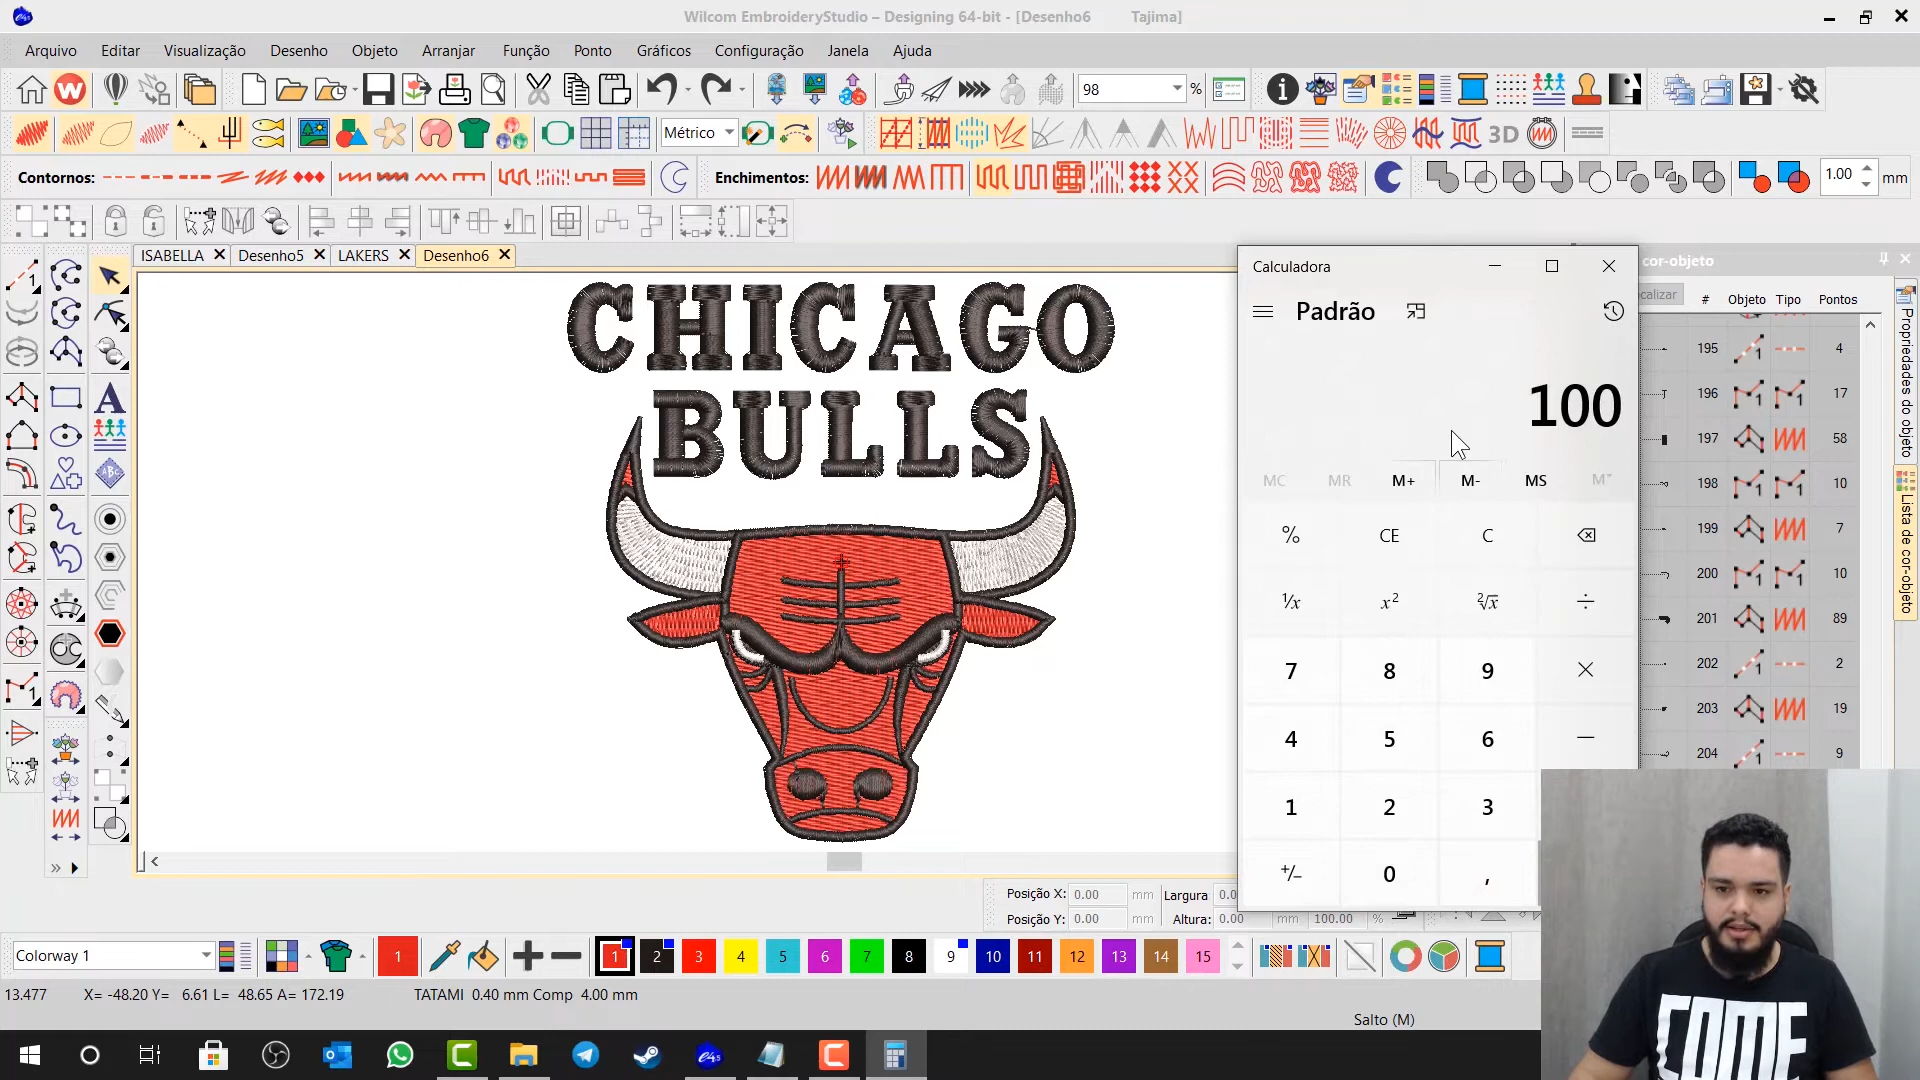 Wilcom EmbroideryStudio – Designing 64-bit - [Desenho6 Tajima]
Arquivo Editar Visualização Desenho Objeto Arranjar Função Ponto Gráficos Configuração Janela Ajuda
98 %
Métrico 3D
Contornos: Enchimentos: 1.00 mm
ISABELLA Desenho5 LAKERS Desenho6
CHICAGO
BULLS
Calculadora
Padrão
100
MC MR M+ M- MS M
% CE C
¹/x x² ²√x ÷
7 8 9 ×
4 5 6 −
1 2 3
+/− 0 ,
cor-objeto
calizar # Objeto Tipo Pontos
195 4
196 17
197 58
198 10
199 7
200 10
201 89
202 2
203 19
204 9
Propriedades do objeto
Lista de cor-objeto
Posição X: 0.00 mm Largura 0.0
Posição Y: 0.00 mm Altura: 0.00 mm 100.00 %
Colorway 1 1 1 2 3 4 5 6 7 8 9 10 11 12 13 14 15
13.477 X= -48.20 Y= 6.61 L= 48.65 A= 172.19 TATAMI 0.40 mm Comp 4.00 mm
Salto (M)
COME